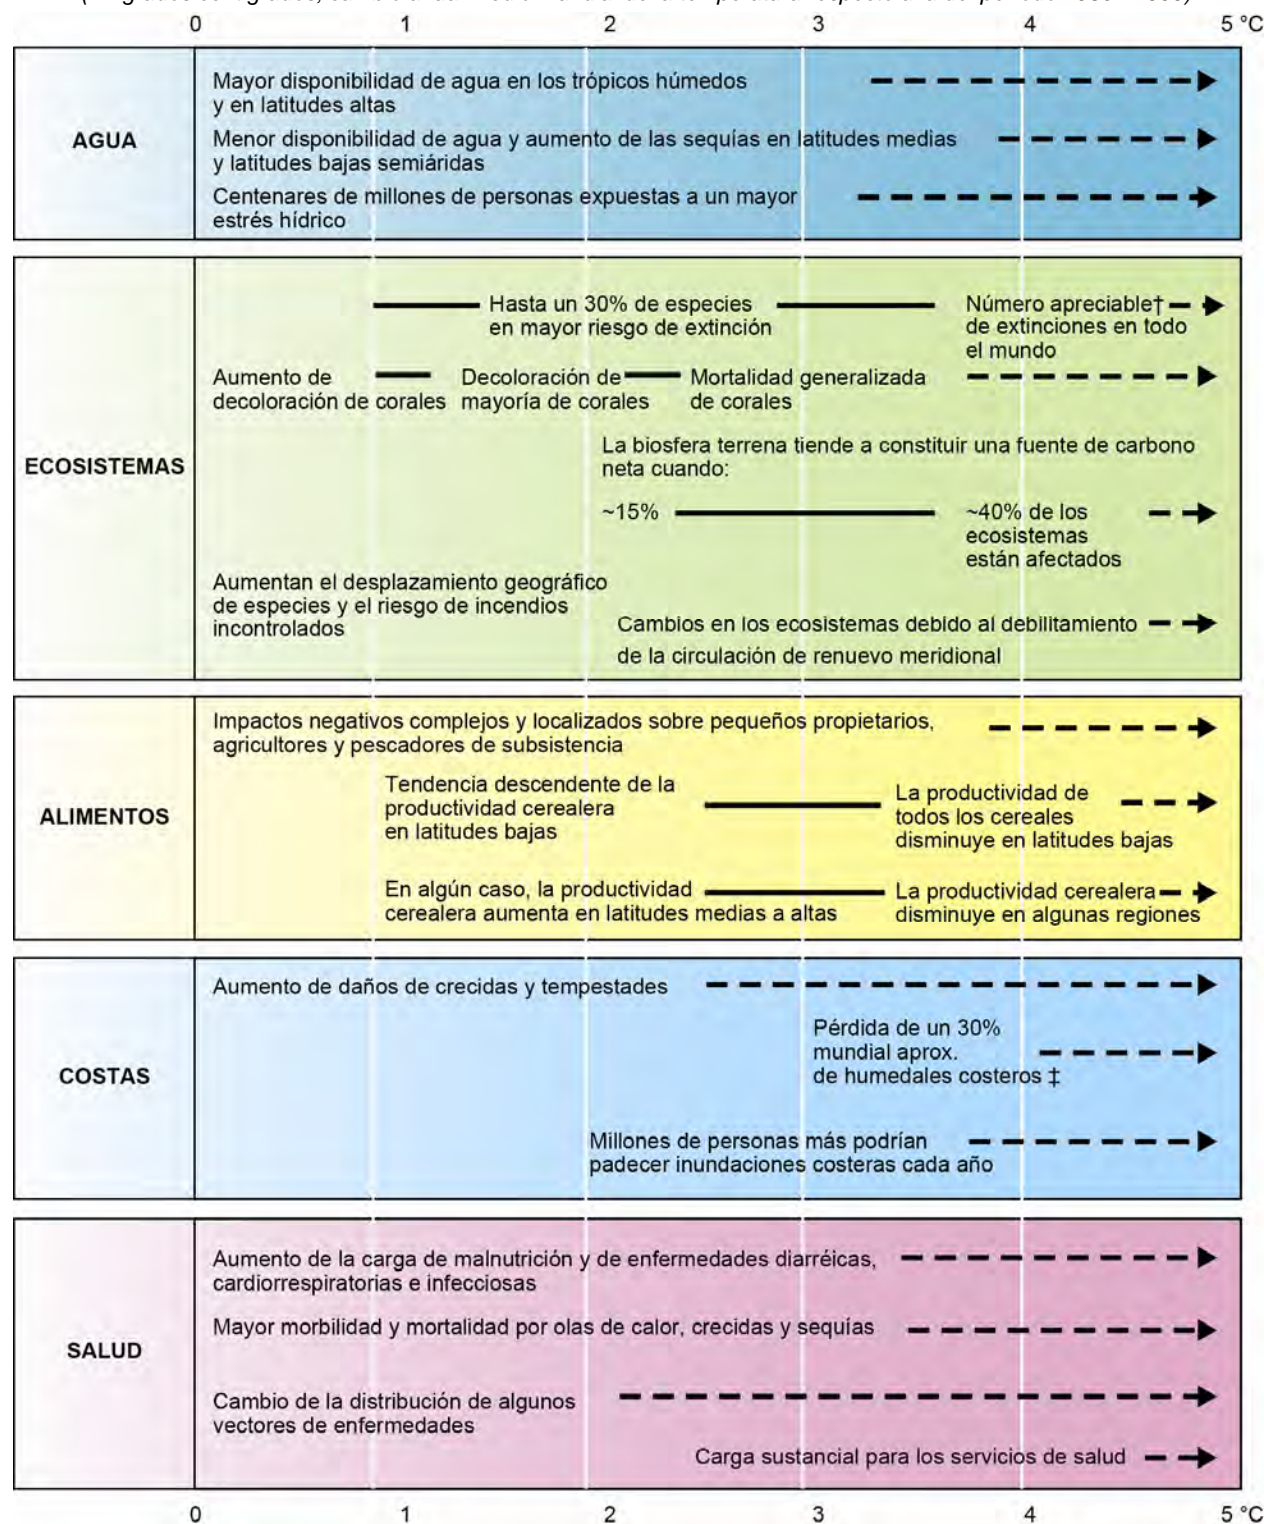 0 1 2 3 4 5 °C
AGUA
Mayor disponibilidad de agua en los trópicos húmedos
y en latitudes altas
Menor disponibilidad de agua y aumento de las sequías en latitudes medias
y latitudes bajas semiáridas
Centenares de millones de personas expuestas a un mayor
estrés hídrico
ECOSISTEMAS
Hasta un 30% de especies
en mayor riesgo de extinción
Número apreciable†
de extinciones en todo
el mundo
Aumento de
decoloración de corales
Decoloración de
mayoría de corales
Mortalidad generalizada
de corales
La biosfera terrena tiende a constituir una fuente de carbono
neta cuando:
~15%
~40% de los
ecosistemas
están afectados
Aumentan el desplazamiento geográfico
de especies y el riesgo de incendios
incontrolados
Cambios en los ecosistemas debido al debilitamiento
de la circulación de renuevo meridional
ALIMENTOS
Impactos negativos complejos y localizados sobre pequeños propietarios,
agricultores y pescadores de subsistencia
Tendencia descendente de la
productividad cerealera
en latitudes bajas
La productividad de
todos los cereales
disminuye en latitudes bajas
En algún caso, la productividad
cerealera aumenta en latitudes medias a altas
La productividad cerealera
disminuye en algunas regiones
COSTAS
Aumento de daños de crecidas y tempestades
Pérdida de un 30%
mundial aprox.
de humedales costeros ‡
Millones de personas más podrían
padecer inundaciones costeras cada año
SALUD
Aumento de la carga de malnutrición y de enfermedades diarréicas,
cardiorrespiratorias e infecciosas
Mayor morbilidad y mortalidad por olas de calor, crecidas y sequías
Cambio de la distribución de algunos
vectores de enfermedades
Carga sustancial para los servicios de salud
0 1 2 3 4 5 °C